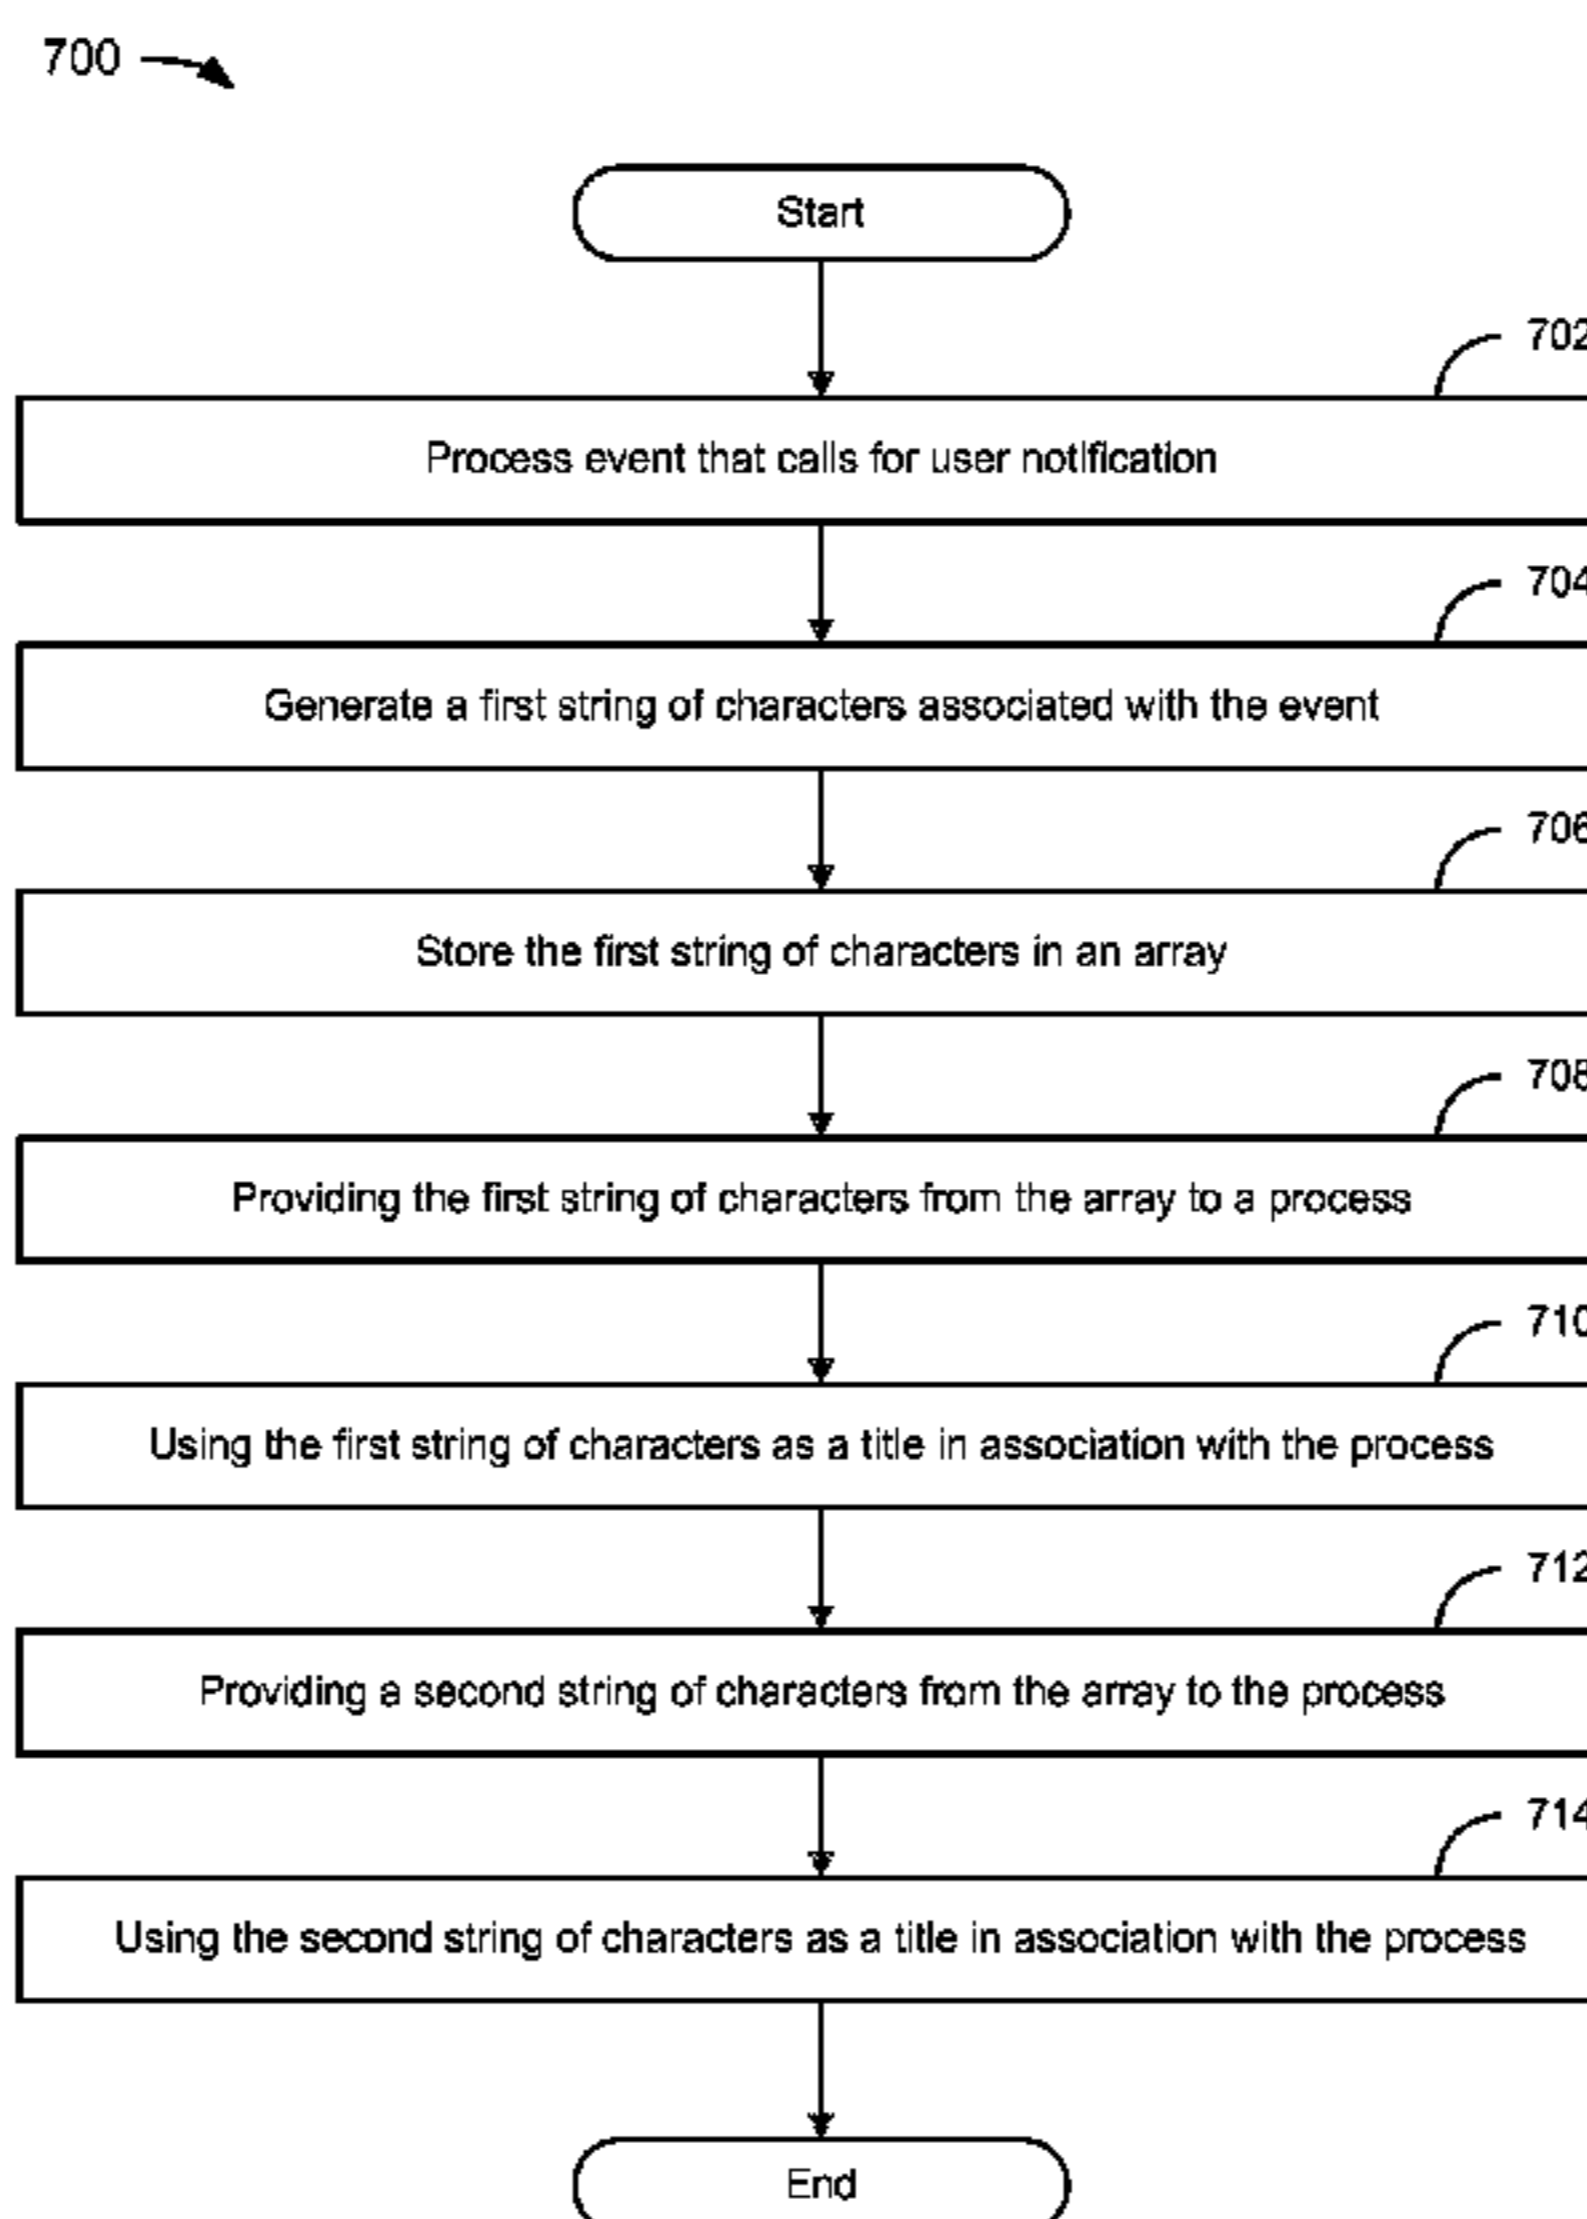 700
Start
702
Process event that calls for user notification
704
Generate a first string of characters associated with the event
706
Store the first string of characters in an array
708
Providing the first string of characters from the array to a process
710
Using the first string of characters as a title in association with the process
712
Providing a second string of characters from the array to the process
714
Using the second string of characters as a title in association with the process
End